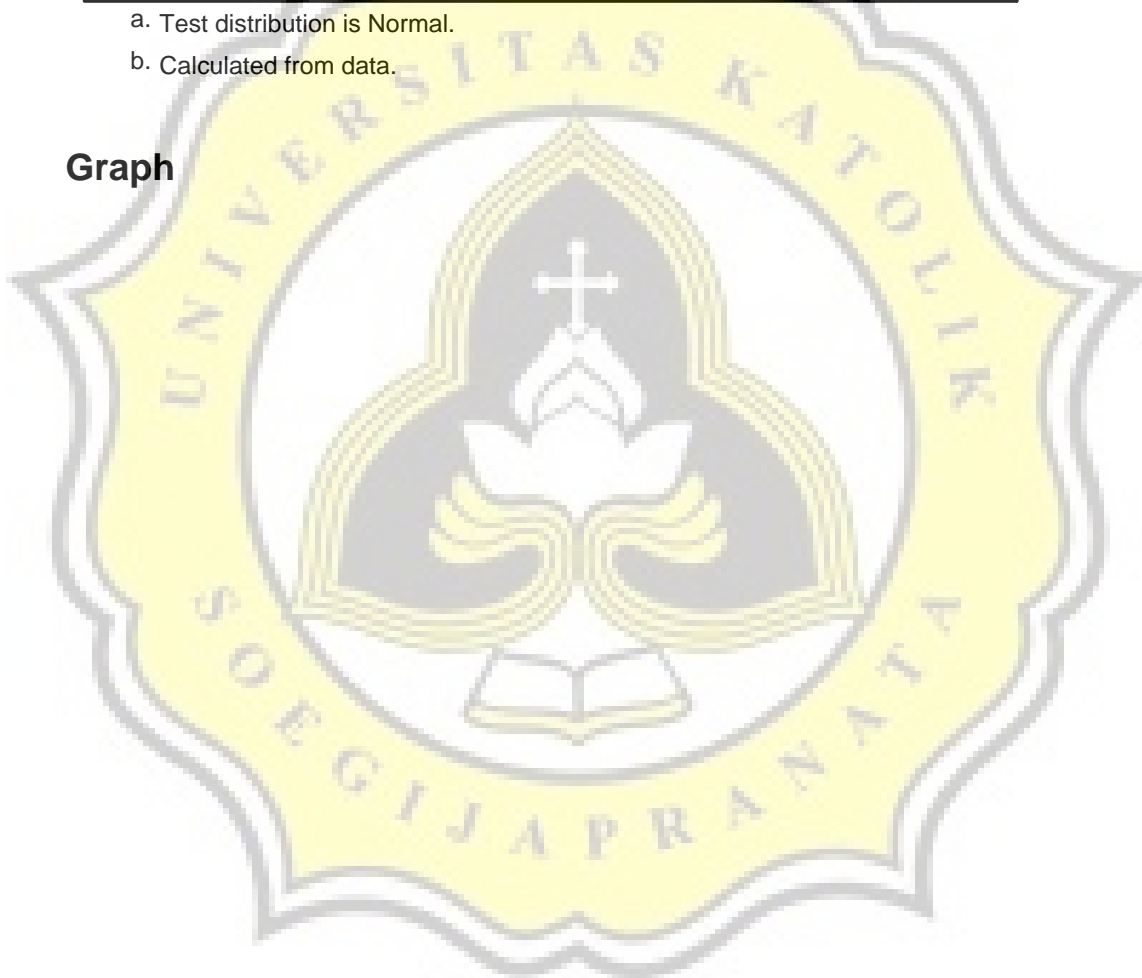 a. Test distribution is Normal.
b. Calculated from data.
Graph
UNIVERSITAS KATOLIK
SOEGIJAPRANATA